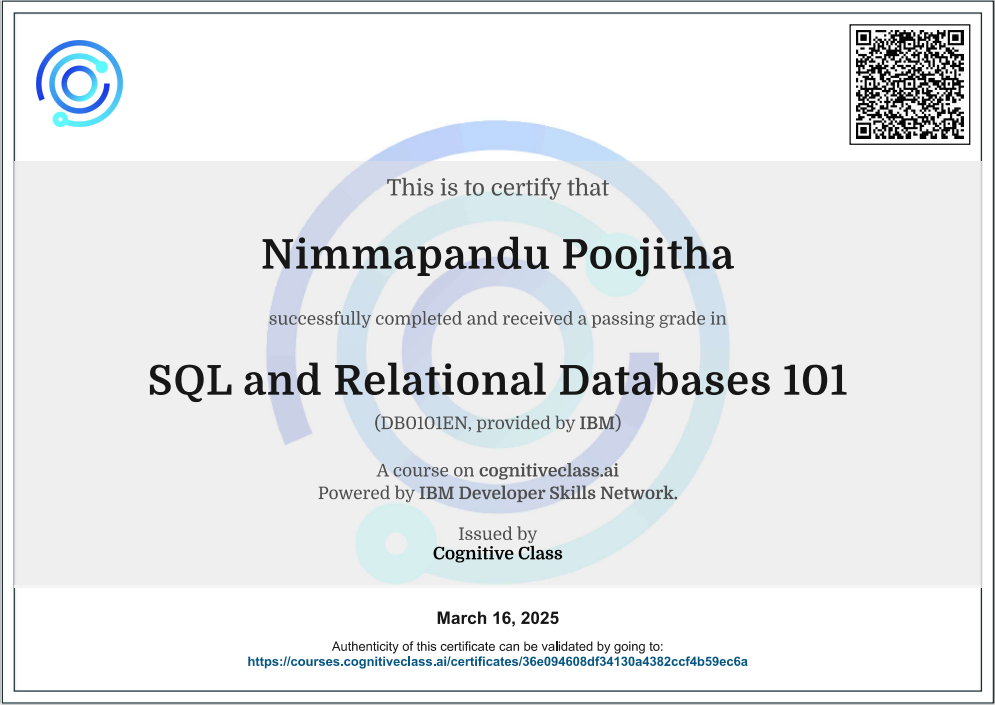 This is to certify that
Nimmapandu Poojitha
successfully completed and received a passing grade in
SQL and Relational Databases 101
(DB0101EN, provided by IBM)
A course on cognitiveclass.ai
Powered by IBM Developer Skills Network.
Issued by
Cognitive Class
March 16, 2025
Authenticity of this certificate can be validated by going to:
https://courses.cognitiveclass.ai/certificates/36e094608df34130a4382ccf4b59ec6a